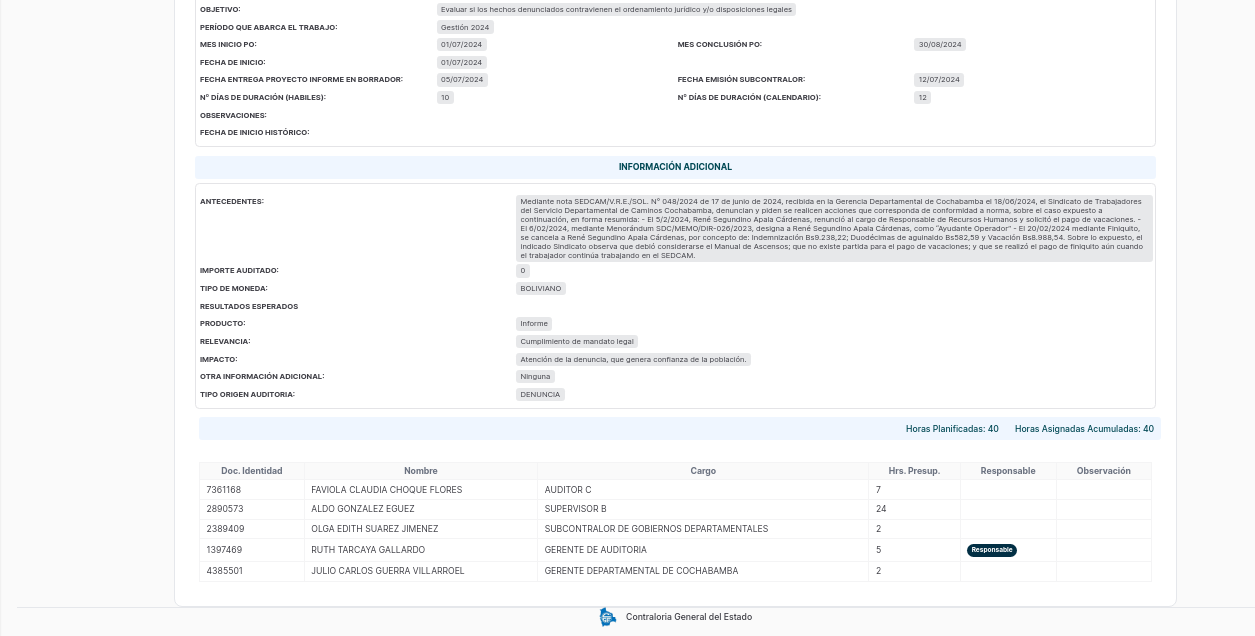 OBJETIVO: Evaluar si los hechos denunciados contravienen el ordenamiento jurídico y/o disposiciones legales
PERÍODO QUE ABARCA EL TRABAJO: Gestión 2024
MES INICIO PO: 01/07/2024 MES CONCLUSIÓN PO: 30/08/2024
FECHA DE INICIO: 01/07/2024
FECHA ENTREGA PROYECTO INFORME EN BORRADOR: 05/07/2024 FECHA EMISIÓN SUBCONTRALOR: 12/07/2024
Nº DÍAS DE DURACIÓN (HABILES): 10 Nº DÍAS DE DURACIÓN (CALENDARIO): 12
OBSERVACIONES:
FECHA DE INICIO HISTÓRICO:
INFORMACIÓN ADICIONAL
ANTECEDENTES: Mediante nota SEDCAM/V.R.E./SOL. Nº 048/2024 de 17 de junio de 2024, recibida en la Gerencia Departamental de Cochabamba el 18/06/2024, el Sindicato de Trabajadores
del Servicio Departamental de Caminos Cochabamba, denuncian y piden se realicen acciones que corresponda de conformidad a norma, sobre el caso expuesto a
continuación, en forma resumida: - El 5/2/2024, René Segundino Apala Cárdenas, renunció al cargo de Responsable de Recursos Humanos y solicitó el pago de vacaciones. -
El 6/02/2024, mediante Memorándum SDC/MEMO/DIR-026/2023, designa a René Segundino Apala Cárdenas, como "Ayudante Operador" - El 20/02/2024 mediante Finiquito,
se cancela a René Segundino Apala Cárdenas, por concepto de: Indemnización Bs9.238,22; Duodécimas de aguinaldo Bs582,59 y Vacación Bs8.988,54. Sobre lo expuesto, el
indicado Sindicato observa que debió considerarse el Manual de Ascensos; que no existe partida para el pago de vacaciones; y que se realizó el pago de finiquito aún cuando
el trabajador continúa trabajando en el SEDCAM.
IMPORTE AUDITADO: 0
TIPO DE MONEDA: BOLIVIANO
RESULTADOS ESPERADOS
PRODUCTO: Informe
RELEVANCIA: Cumplimiento de mandato legal
IMPACTO: Atención de la denuncia, que genera confianza de la población.
OTRA INFORMACIÓN ADICIONAL: Ninguna
TIPO ORIGEN AUDITORIA: DENUNCIA
Horas Planificadas: 40 Horas Asignadas Acumuladas: 40
Doc. Identidad Nombre Cargo Hrs. Presup. Responsable Observación
7361168 FAVIOLA CLAUDIA CHOQUE FLORES AUDITOR C 7
2890573 ALDO GONZALEZ EGUEZ SUPERVISOR B 24
2389409 OLGA EDITH SUAREZ JIMENEZ SUBCONTRALOR DE GOBIERNOS DEPARTAMENTALES 2
1397469 RUTH TARCAYA GALLARDO GERENTE DE AUDITORIA 5 Responsable
4385501 JULIO CARLOS GUERRA VILLARROEL GERENTE DEPARTAMENTAL DE COCHABAMBA 2
Contraloria General del Estado